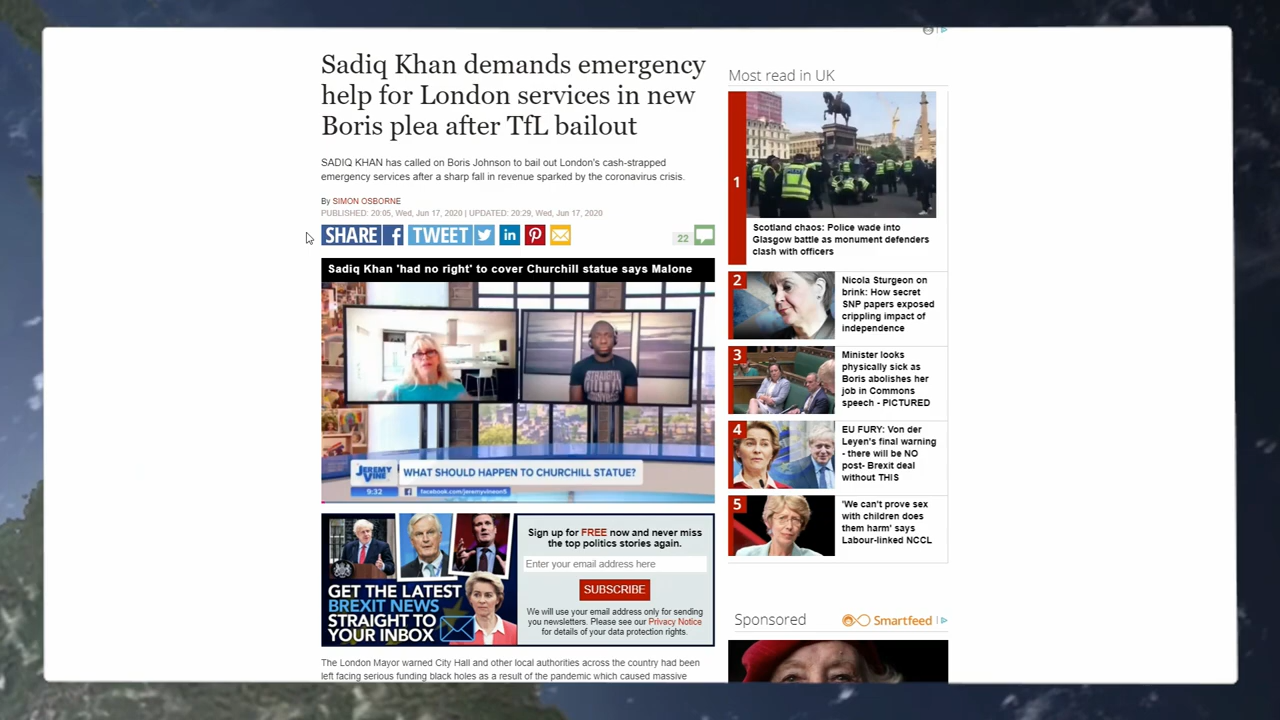 Sadiq Khan demands emergency
help for London services in new
Boris plea after TfL bailout
SADIQ KHAN has called on Boris Johnson to bail out London's cash-strapped
emergency services after a sharp fall in revenue sparked by the coronavirus crisis.
By SIMON OSBORNE
PUBLISHED: 20:05, Wed, Jun 17, 2020 | UPDATED: 20:29, Wed, Jun 17, 2020
SHARE f TWEET in
22
Sadiq Khan 'had no right' to cover Churchill statue says Malone
STRAIGHT
OUTTA
JEREMY
VINE
WHAT SHOULD HAPPEN TO CHURCHILL STATUE?
9:32
facebook.com/jeremyvineon5
GET THE LATEST
BREXIT NEWS
STRAIGHT TO
YOUR INBOX
Sign up for FREE now and never miss
the top politics stories again.
Enter your email address here
SUBSCRIBE
We will use your email address only for sending
you newsletters. Please see our Privacy Notice
for details of your data protection rights.
The London Mayor warned City Hall and other local authorities across the country had been
left facing serious funding black holes as a result of the pandemic which caused massive
Most read in UK
1
Scotland chaos: Police wade into
Glasgow battle as monument defenders
clash with officers
2
Nicola Sturgeon on
brink: How secret
SNP papers exposed
crippling impact of
independence
3
Minister looks
physically sick as
Boris abolishes her
job in Commons
speech - PICTURED
4
EU FURY: Von der
Leyen's final warning
- there will be NO
post- Brexit deal
without THIS
5
'We can't prove sex
with children does
them harm' says
Labour-linked NCCL
Sponsored
Smartfeed